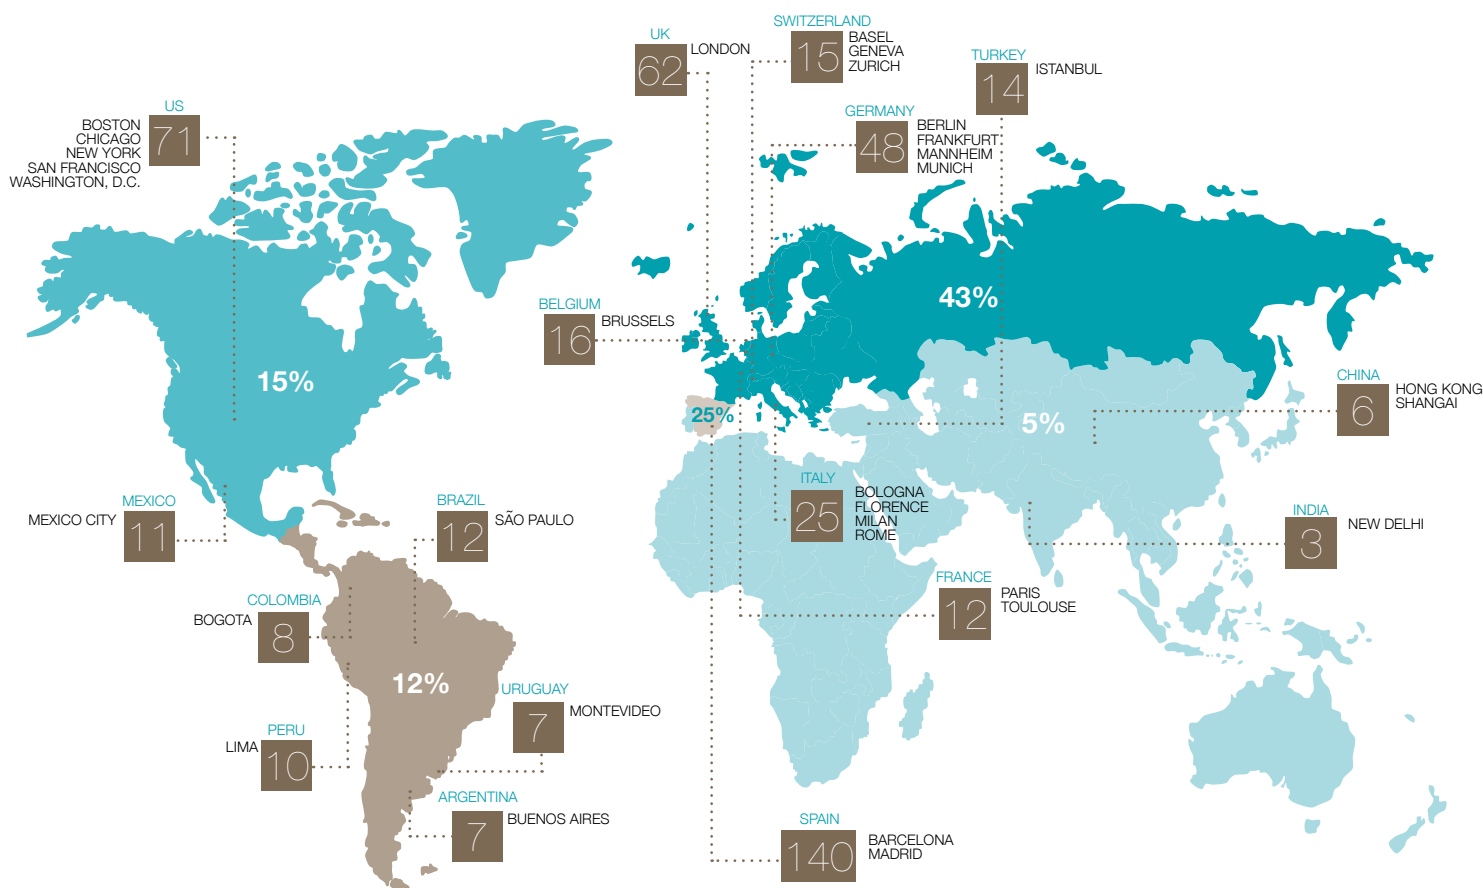 SWITZERLAND
15
BASEL
GENEVA
ZURICH
UK
62
LONDON
TURKEY
14
ISTANBUL
US
71
BOSTON
CHICAGO
NEW YORK
SAN FRANCISCO
WASHINGTON, D.C.
GERMANY
48
BERLIN
FRANKFURT
MANNHEIM
MUNICH
43%
BELGIUM
16
BRUSSELS
15%
25%
5%
CHINA
6
HONG KONG
SHANGAI
MEXICO
11
MEXICO CITY
BRAZIL
12
SÃO PAULO
ITALY
25
BOLOGNA
FLORENCE
MILAN
ROME
INDIA
3
NEW DELHI
FRANCE
12
PARIS
TOULOUSE
COLOMBIA
8
BOGOTA
12%
URUGUAY
7
MONTEVIDEO
PERU
10
LIMA
ARGENTINA
7
BUENOS AIRES
SPAIN
140
BARCELONA
MADRID